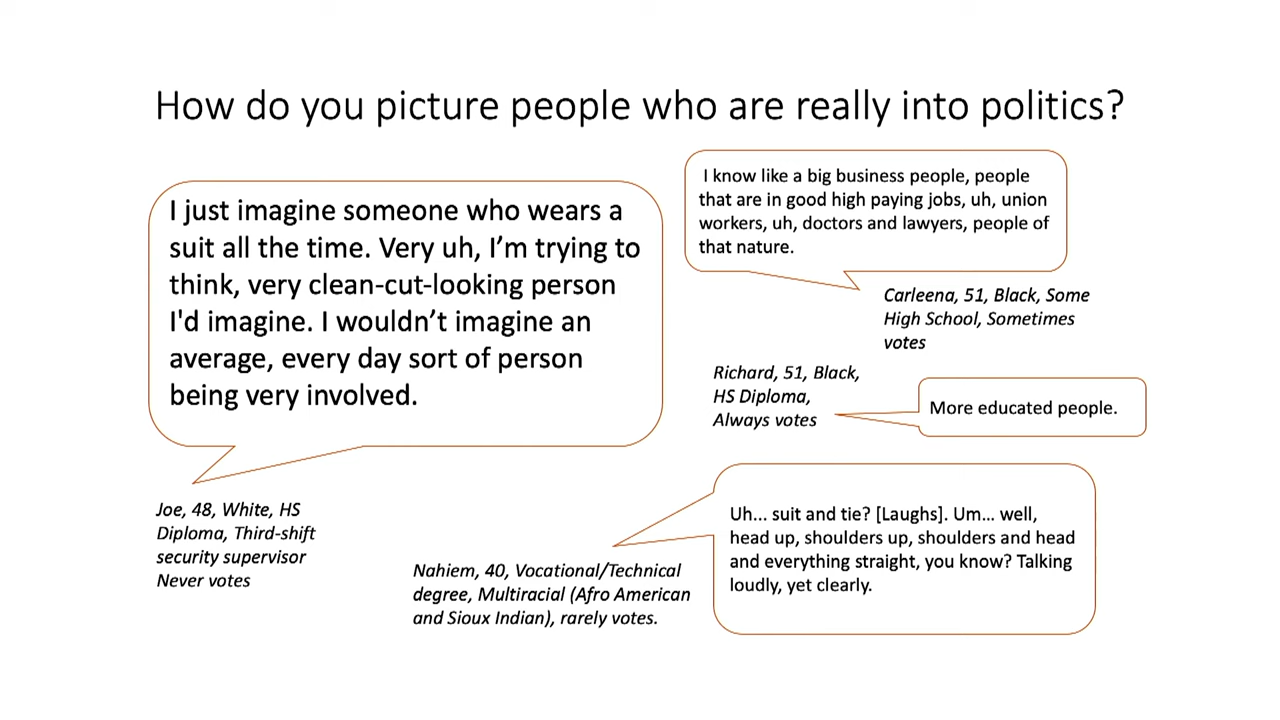 How do you picture people who are really into politics?
I just imagine someone who wears a
suit all the time. Very uh, I’m trying to
think, very clean-cut-looking person
I'd imagine. I wouldn’t imagine an
average, every day sort of person
being very involved.
Joe, 48, White, HS
Diploma, Third-shift
security supervisor
Never votes
I know like a big business people, people
that are in good high paying jobs, uh, union
workers, uh, doctors and lawyers, people of
that nature.
Carleena, 51, Black, Some
High School, Sometimes
votes
Richard, 51, Black,
HS Diploma,
Always votes
More educated people.
Uh... suit and tie? [Laughs]. Um... well,
head up, shoulders up, shoulders and head
and everything straight, you know? Talking
loudly, yet clearly.
Nahiem, 40, Vocational/Technical
degree, Multiracial (Afro American
and Sioux Indian), rarely votes.